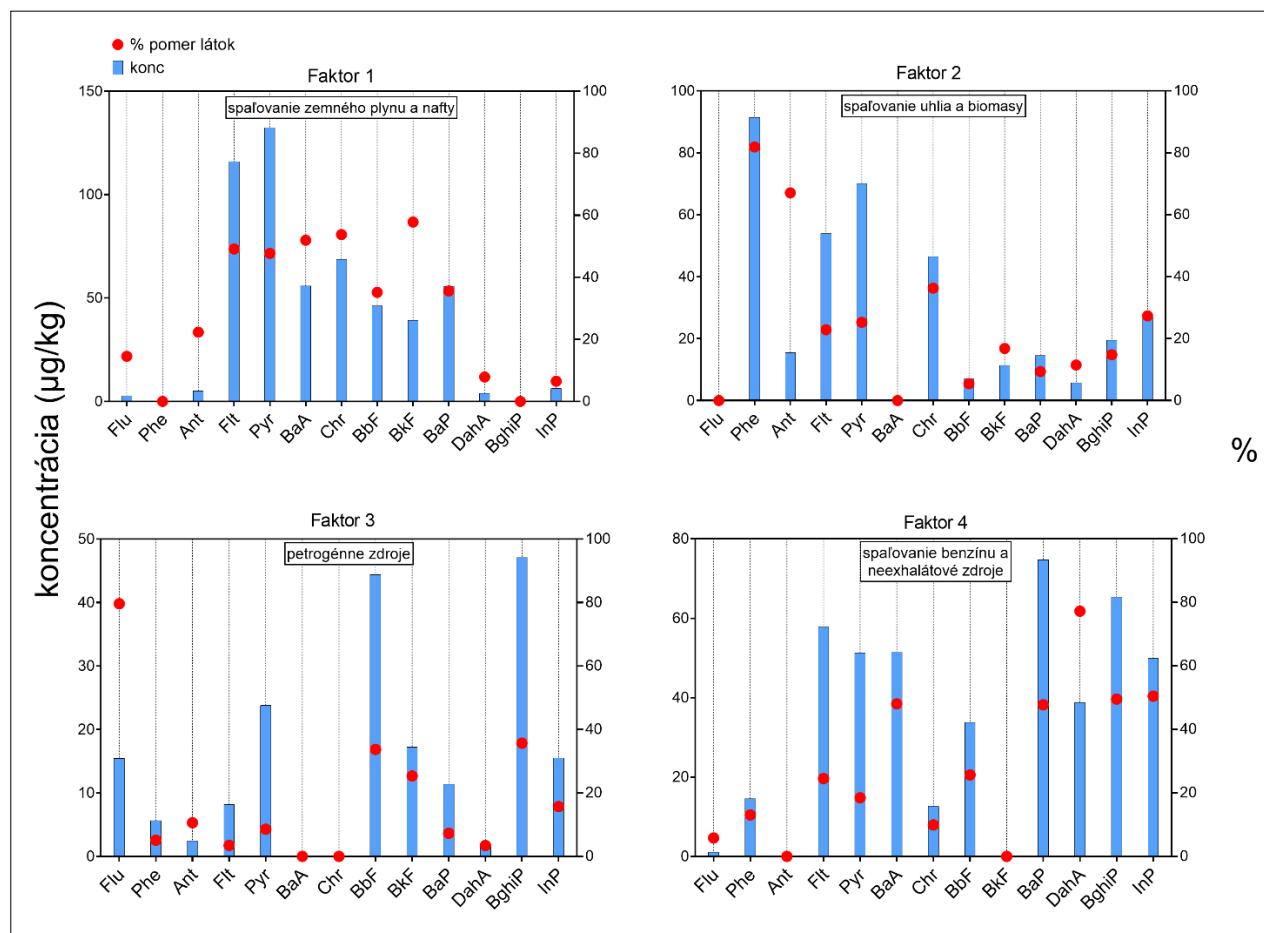 % pomer látok
konc
Faktor 1
spaľovanie zemného plynu a nafty
150
100
50
0
100
80
60
40
20
0
Flu Phe Ant Flt Pyr BaA Chr BbF BkF BaP DahA BghiP InP
Faktor 2
spaľovanie uhlia a biomasy
100
80
60
40
20
0
100
80
60
40
20
0
Flu Phe Ant Flt Pyr BaA Chr BbF BkF BaP DahA BghiP InP
koncentrácia (µg/kg)
%
Faktor 3
petrogénne zdroje
50
40
30
20
10
0
100
80
60
40
20
0
Flu Phe Ant Flt Pyr BaA Chr BbF BkF BaP DahA BghiP InP
Faktor 4
spaľovanie benzínu a
neexhalátové zdroje
80
60
40
20
0
100
80
60
40
20
0
Flu Phe Ant Flt Pyr BaA Chr BbF BkF BaP DahA BghiP InP